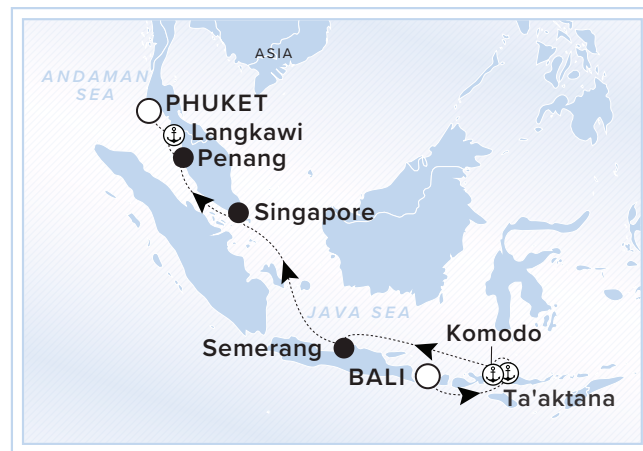 ASIA
ANDAMAN
SEA
PHUKET
Langkawi
Penang
Singapore
JAVA SEA
Semerang
Komodo
BALI
Ta'aktana